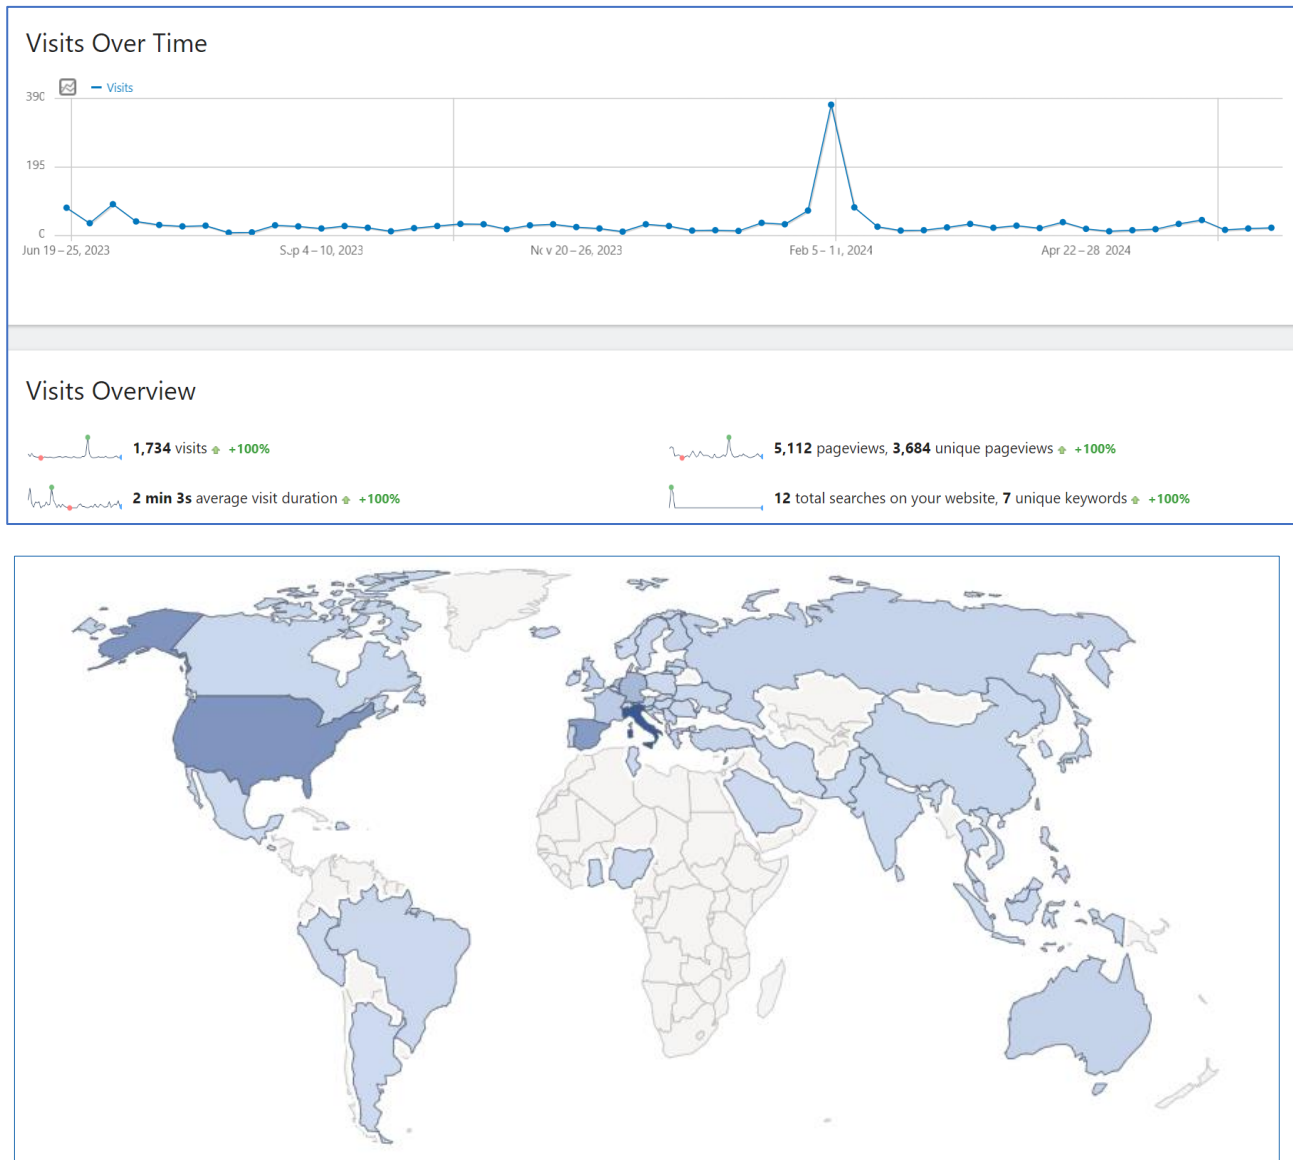 Visits Over Time
Visits
390
195
0
Jun 19–25, 2023 Sep 4–10, 2023 Nov 20–26, 2023 Feb 5–11, 2024 Apr 22–28 2024
Visits Overview
1,734 visits +100%
5,112 pageviews, 3,684 unique pageviews +100%
2 min 3s average visit duration +100%
12 total searches on your website, 7 unique keywords +100%